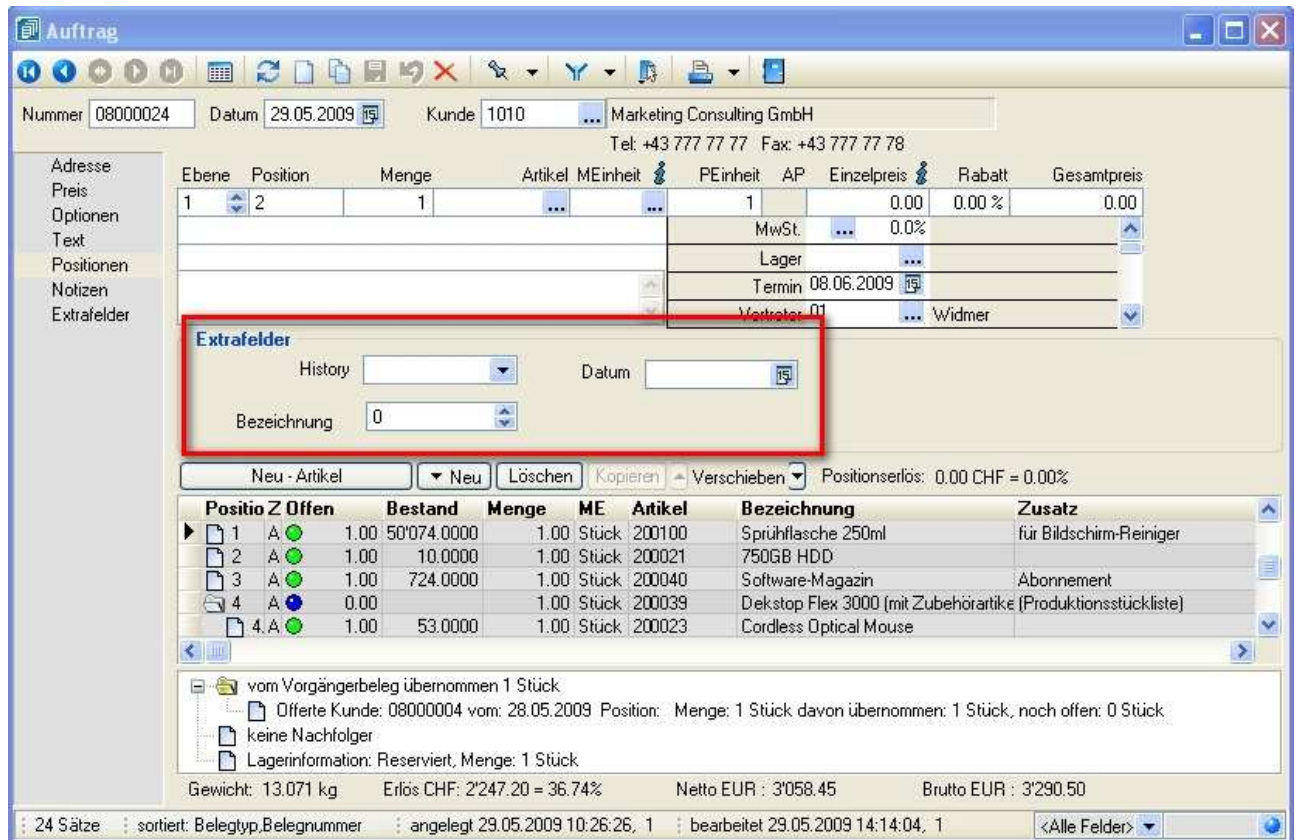 Auftrag
Nummer 08000024 Datum 29.05.2009 15 Kunde 1010 ... Marketing Consulting GmbH
Tel: +43 777 77 77 Fax: +43 777 77 78
Adresse
Preis
Optionen
Text
Positionen
Notizen
Extrafelder
Ebene Position Menge Artikel MEinheit PEinheit AP Einzelpreis Rabatt Gesamtpreis
1 2 1 ... ... 1 0.00 0.00 % 0.00
MwSt. ... 0.0%
Lager ...
Termin 08.06.2009 15
Vertreter 01 ... Widmer
Extrafelder
History Datum 15
Bezeichnung 0
Neu - Artikel Neu Löschen Kopieren Verschieben Positionserlös: 0.00 CHF = 0.00%
Positio Z Offen Bestand Menge ME Artikel Bezeichnung Zusatz
1 A 1.00 50'074.0000 1.00 Stück 200100 Sprühflasche 250ml für Bildschirm-Reiniger
2 A 1.00 10.0000 1.00 Stück 200021 750GB HDD
3 A 1.00 724.0000 1.00 Stück 200040 Software-Magazin Abonnement
4 A 0.00 1.00 Stück 200039 Dekstop Flex 3000 (mit Zubehörartike (Produktionsstückliste)
4. A 1.00 53.0000 1.00 Stück 200023 Cordless Optical Mouse
vom Vorgängerbeleg übernommen 1 Stück
Offerte Kunde: 08000004 vom: 28.05.2009 Position: Menge: 1 Stück davon übernommen: 1 Stück, noch offen: 0 Stück
keine Nachfolger
Lagerinformation: Reserviert, Menge: 1 Stück
Gewicht: 13.071 kg Erlös CHF: 2'247.20 = 36.74% Netto EUR : 3'058.45 Brutto EUR : 3'290.50
24 Sätze sortiert: Belegtyp,Belegnummer angelegt 29.05.2009 10:26:26, 1 bearbeitet 29.05.2009 14:14:04, 1 <Alle Felder>